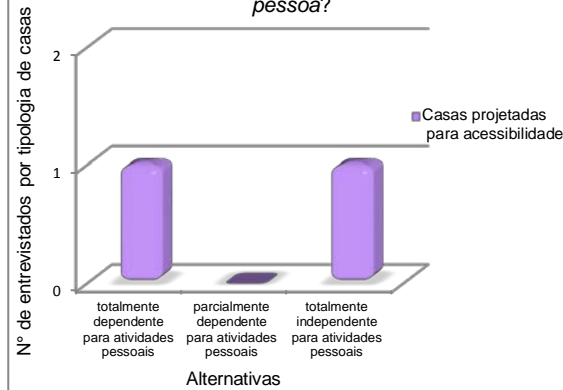 pessoa?
N° de entrevistados por tipologia de casas
2
1
0
Casas projetadas
para acessibilidade
totalmente
dependente
para atividades
pessoais
parcialmente
dependente
para atividades
pessoais
totalmente
independente
para atividades
pessoais
Alternativas